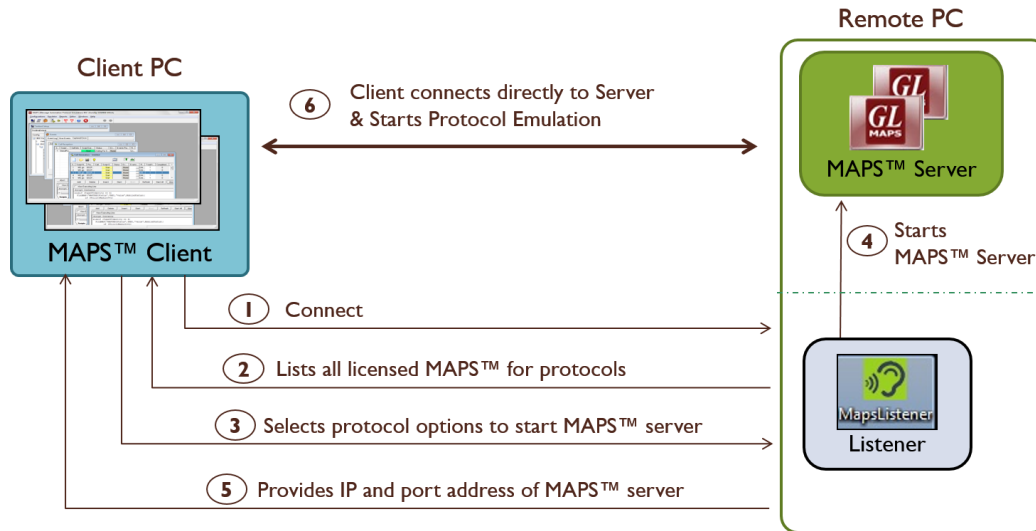 Remote PC
Client PC
GL
GL
MAPS
MAPS™ Server
6
Client connects directly to Server
& Starts Protocol Emulation
MAPS™ Client
4
Starts
MAPS™ Server
1
Connect
2
Lists all licensed MAPS™ for protocols
MapsListener
3
Selects protocol options to start MAPS™ server
Listener
5
Provides IP and port address of MAPS™ server